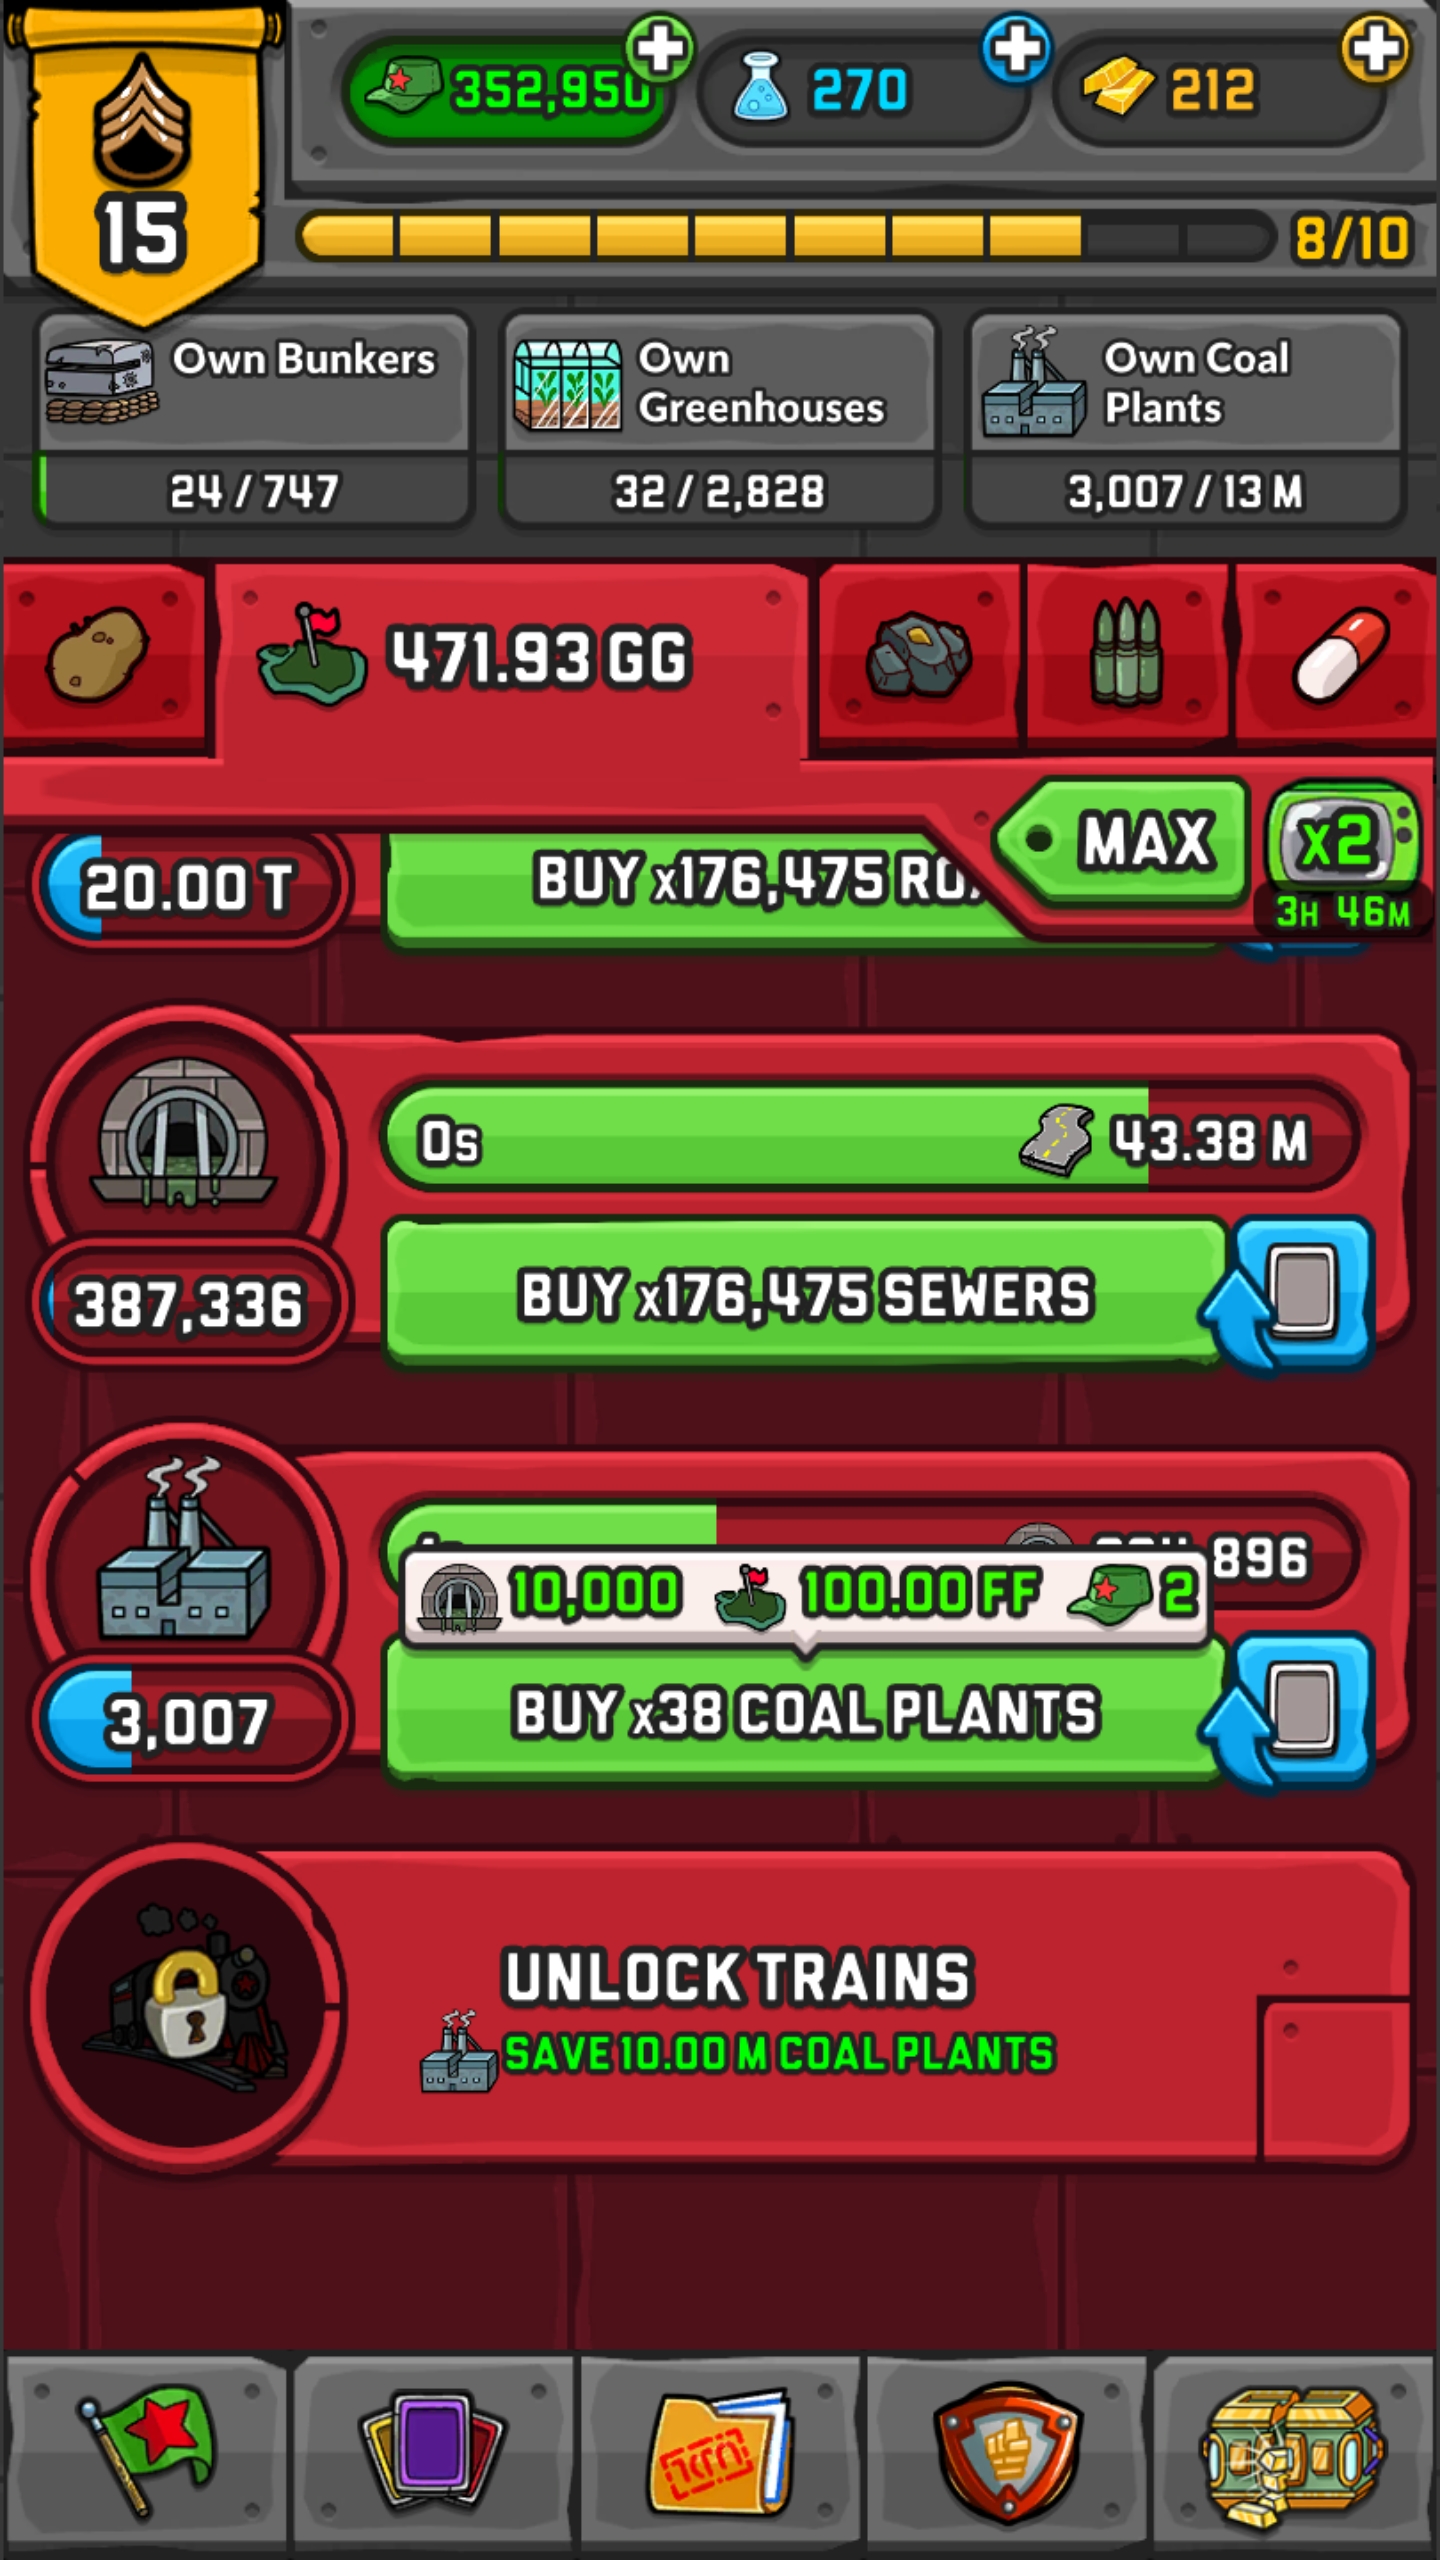 352,950
270
212
15
8/10
Own Bunkers
24 / 747
Own
Greenhouses
32 / 2,828
Own Coal
Plants
3,007 / 13 M
471.93 GG
MAX
x2
3H 46M
20.00 T
BUY x176,475
0s
43.38 M
387,336
BUY x176,475 SEWERS
896
10,000
100.00 FF
2
3,007
BUY x38 COAL PLANTS
UNLOCK TRAINS
SAVE 10.00 M COAL PLANTS